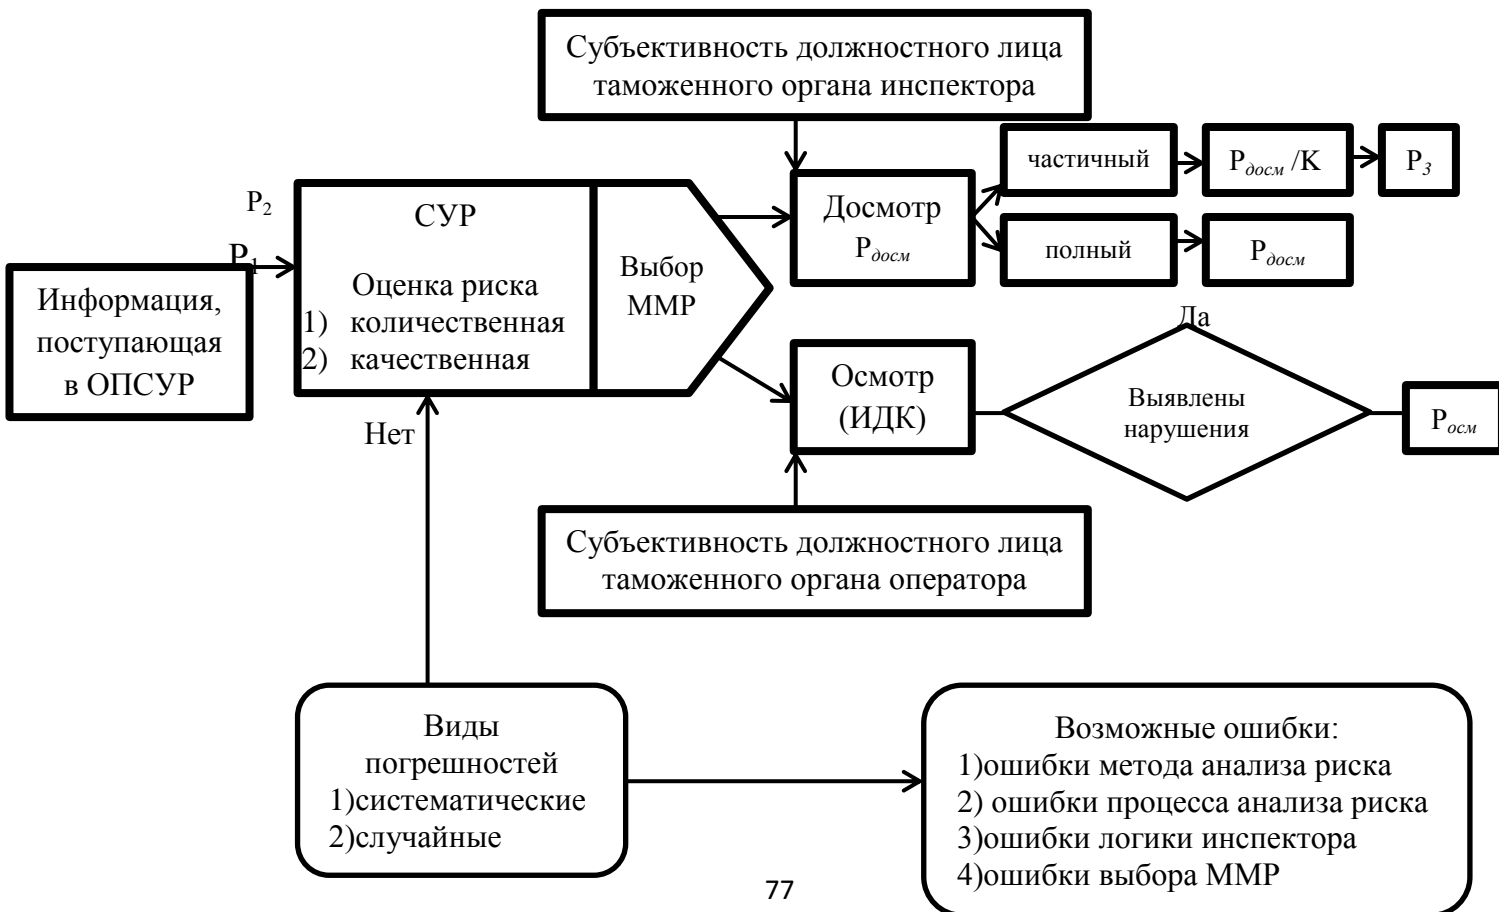 Субъективность должностного лица
таможенного органа инспектора
частичный
Pдосм /K
P3
P2
СУР
Досмотр
Pдосм
полный
Pдосм
P1
Выбор
ММР
Информация,
поступающая
в ОПСУР
Оценка риска
1) количественная
2) качественная
Да
Осмотр
(ИДК)
Выявлены
нарушения
Pосм
Нет
Субъективность должностного лица
таможенного органа оператора
Виды
погрешностей
1)систематические
2)случайные
Возможные ошибки:
1)ошибки метода анализа риска
2) ошибки процесса анализа риска
3)ошибки логики инспектора
4)ошибки выбора ММР
77